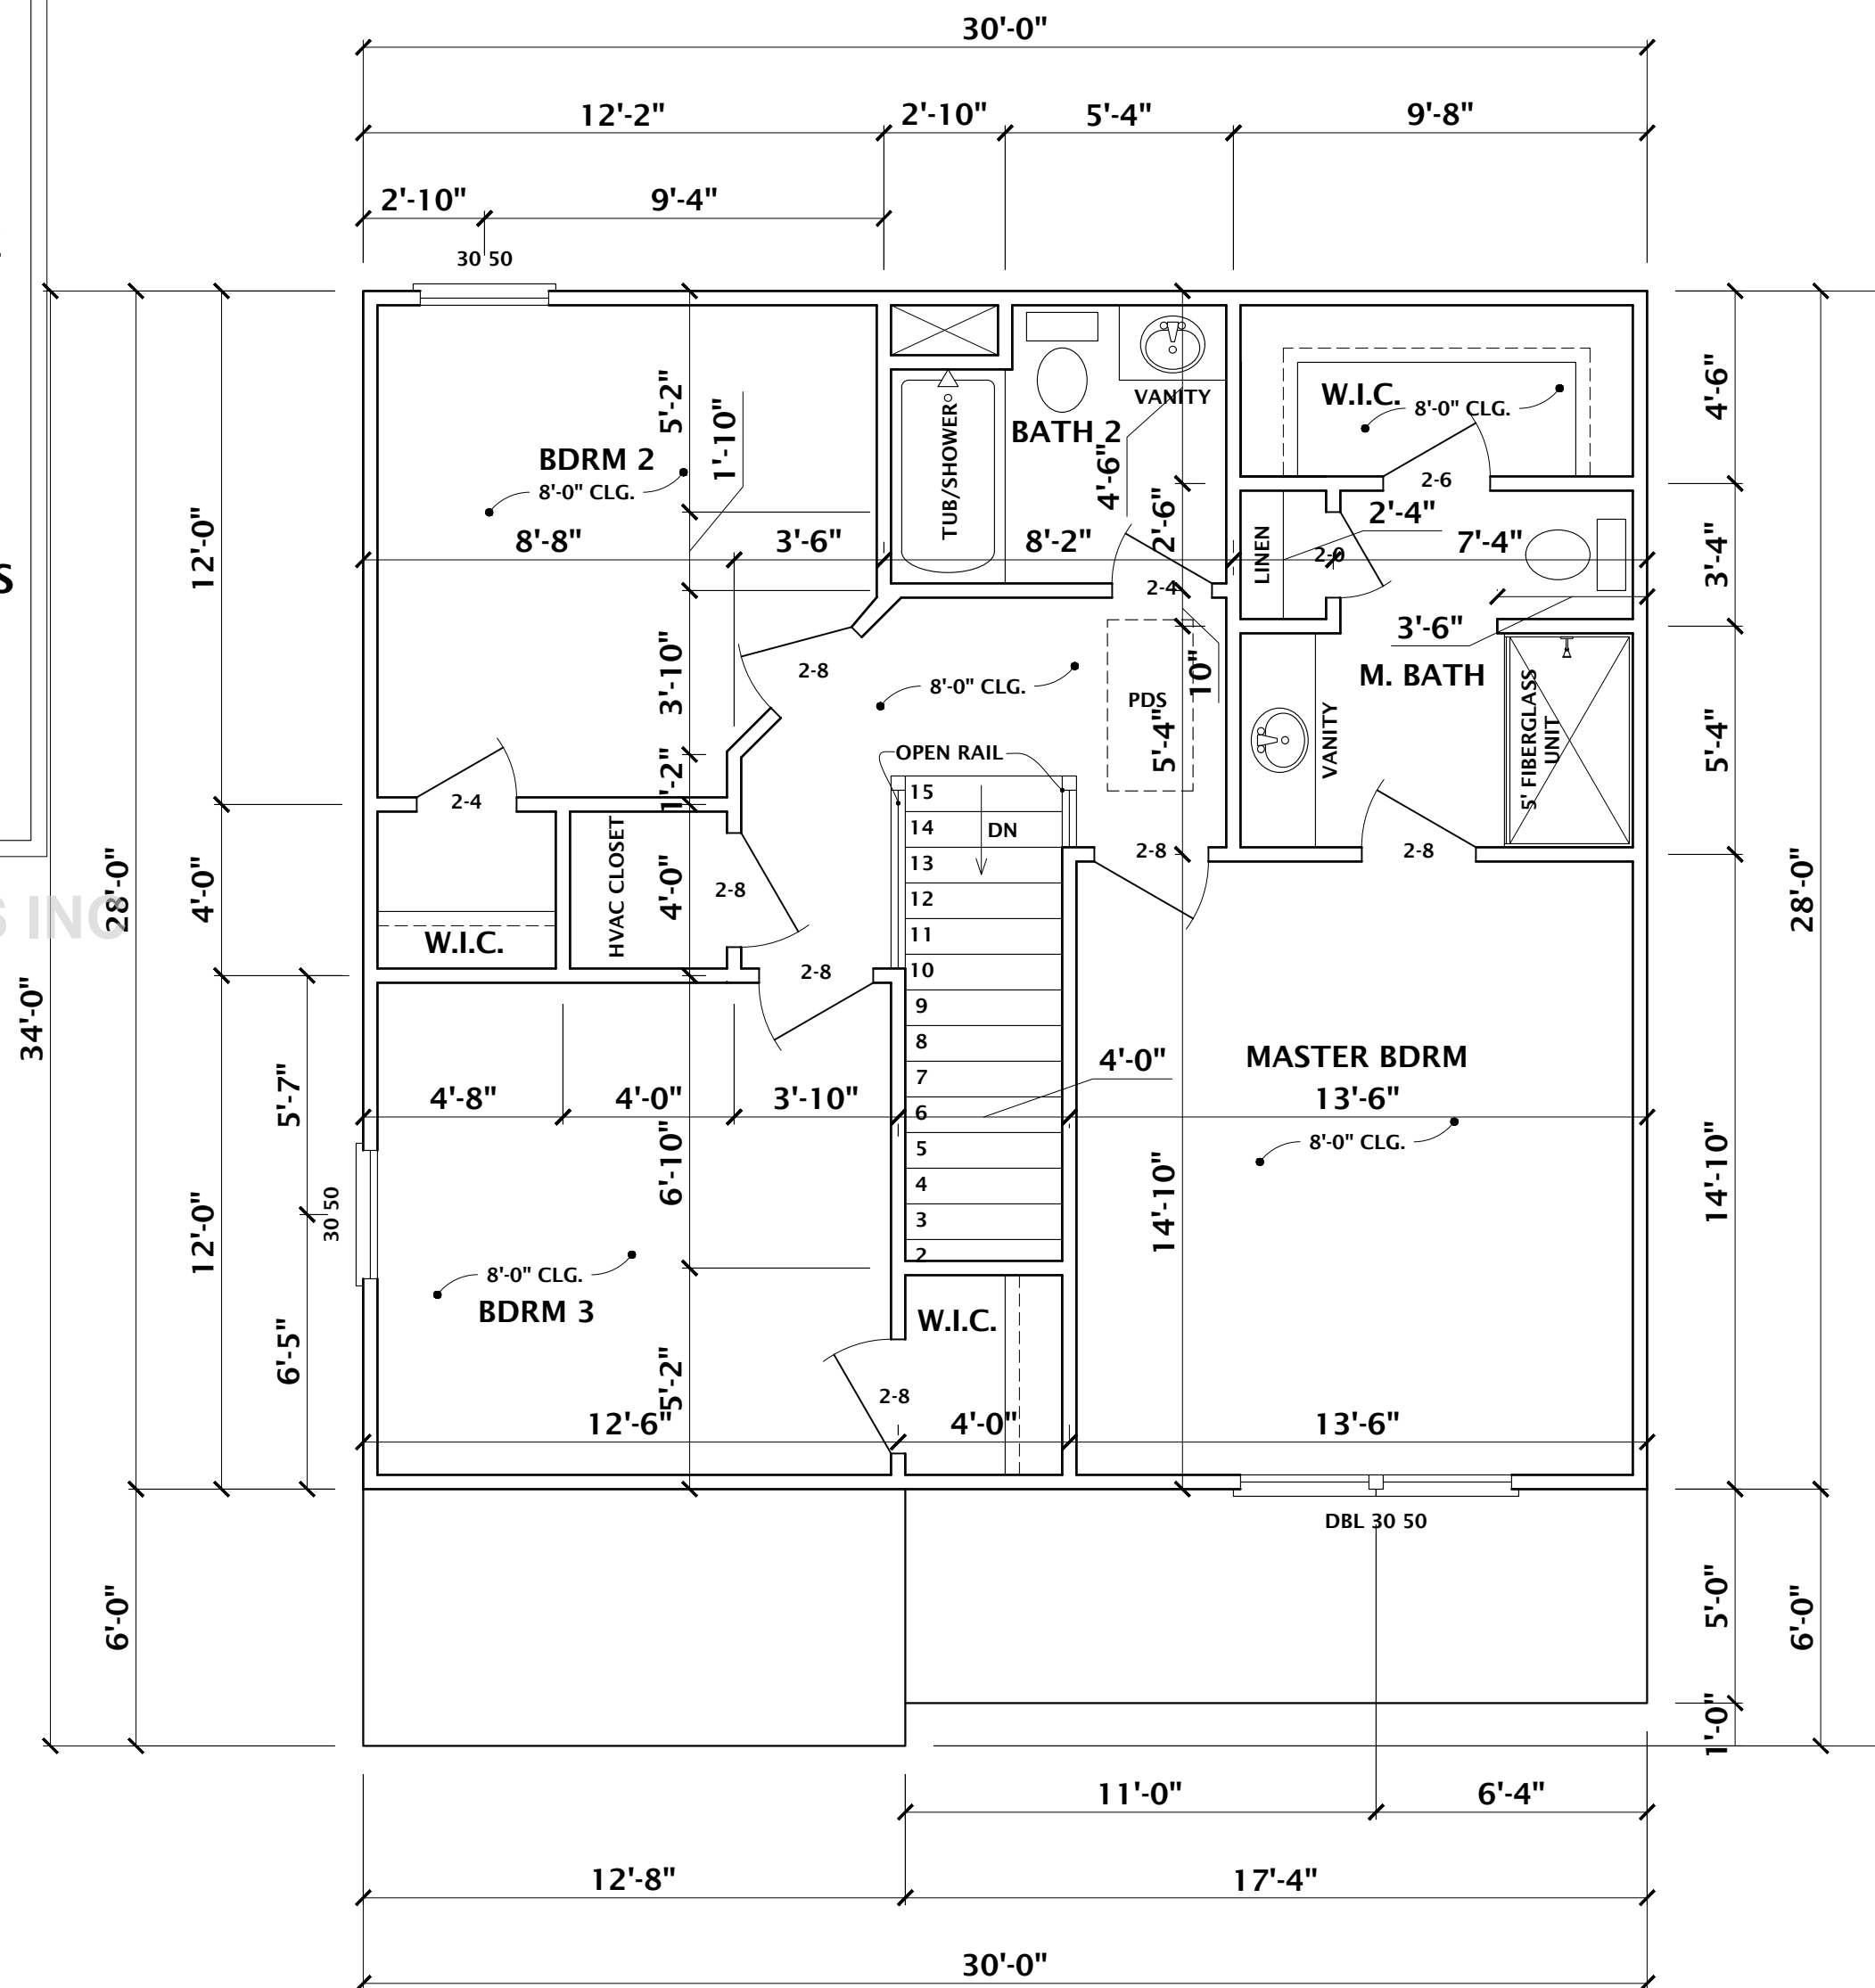 30'-0"
12'-2" 2'-10" 5'-4" 9'-8"
2'-10" 9'-4"
30 50
BDRM 2
8'-0" CLG.
5'-2"
1'-10"
8'-8" 3'-6" 8'-2" 7'-4"
TUB/SHOWER
BATH 2
VANITY
4'-6"
2'-6"
W.I.C.
8'-0" CLG.
2-6
2'-4"
LINEN
2-0
2-4
3'-6"
4'-6"
3'-4"
5'-4"
12'-0"
S
3'-10"
2-8
8'-0" CLG.
PDS
10"
5'-4"
M. BATH
VANITY
5' FIBERGLASS
UNIT
OPEN RAIL
1'-2"
2-4
DN
15
14
13
12
11
10
9
8
7
6
5
4
3
2
2-8
2-8
HVAC CLOSET
4'-0"
2-8
W.I.C.
2-8
4'-0"
28'-0"
34'-0"
S INC
28'-0"
MASTER BDRM
13'-6"
8'-0" CLG.
4'-0"
4'-8" 4'-0" 3'-10"
6'-10"
5'-7"
30 50
6'-5"
12'-0"
14'-10"
14'-10"
8'-0" CLG.
BDRM 3
W.I.C.
5'-2"
2-8
12'-6" 4'-0" 13'-6"
DBL 30 50
6'-0"
5'-0"
1'-0"
6'-0"
11'-0" 6'-4"
12'-8" 17'-4"
30'-0"